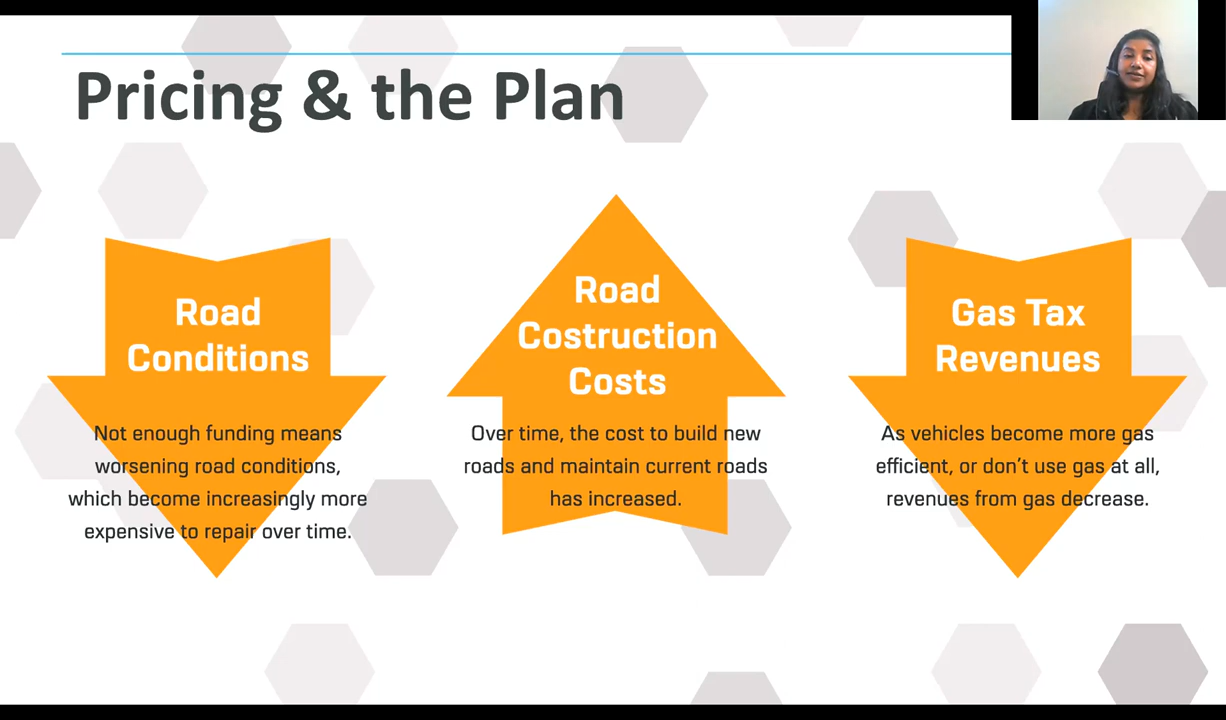 Pricing & the Plan
Road
Conditions
Not enough funding means
worsening road conditions,
which become increasingly more
expensive to repair over time.
Road
Costruction
Costs
Over time, the cost to build new
roads and maintain current roads
has increased.
Gas Tax
Revenues
As vehicles become more gas
efficient, or don’t use gas at all,
revenues from gas decrease.